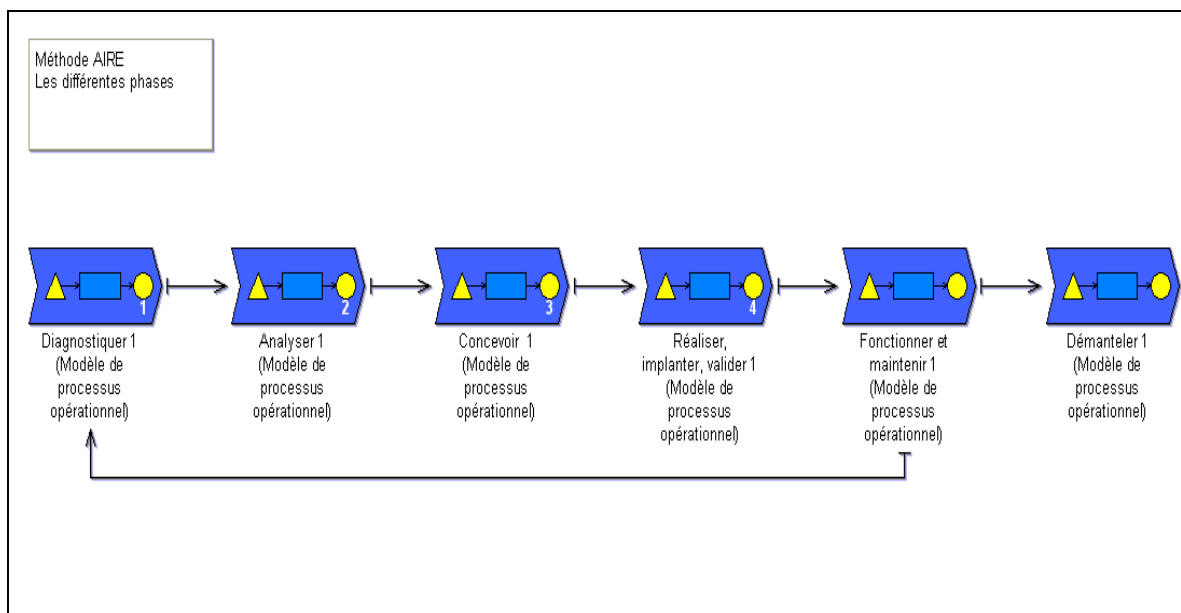 Méthode AIRE
Les différentes phases
1
2
3
4
Diagnostiquer 1
(Modèle de
processus
opérationnel)
Analyser 1
(Modèle de
processus
opérationnel)
Concevoir 1
(Modèle de
processus
opérationnel)
Réaliser,
implanter, valider 1
(Modèle de
processus
opérationnel)
Fonctionner et
maintenir 1
(Modèle de
processus
opérationnel)
Démanteler 1
(Modèle de
processus
opérationnel)